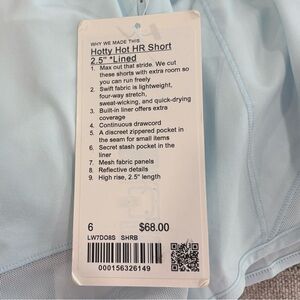 WHY WE MADE THIS
Hotty Hot HR Short
2.5" *Lined
1. Max out that stride. We cut
these shorts with extra room so
you can run freely
2. Swift fabric is lightweight,
four-way stretch,
sweat-wicking, and quick-drying
3. Built-in liner offers extra
coverage
4. Continuous drawcord
5. A discreet zippered pocket in
the seam for small items
6. Secret stash pocket in the
liner
7. Mesh fabric panels
8. Reflective details
9. High rise, 2.5" length
6 $68.00
LW7DO8S SHRB
000156326149